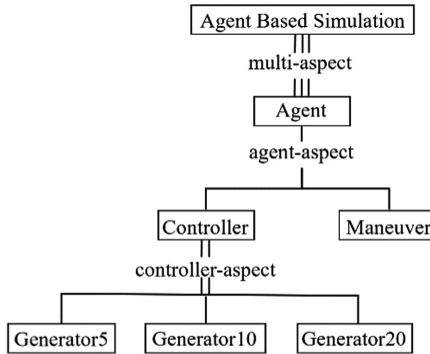 Agent Based Simulation
multi-aspect
Agent
agent-aspect
Controller Maneuver
controller-aspect
Generator5 Generator10 Generator20